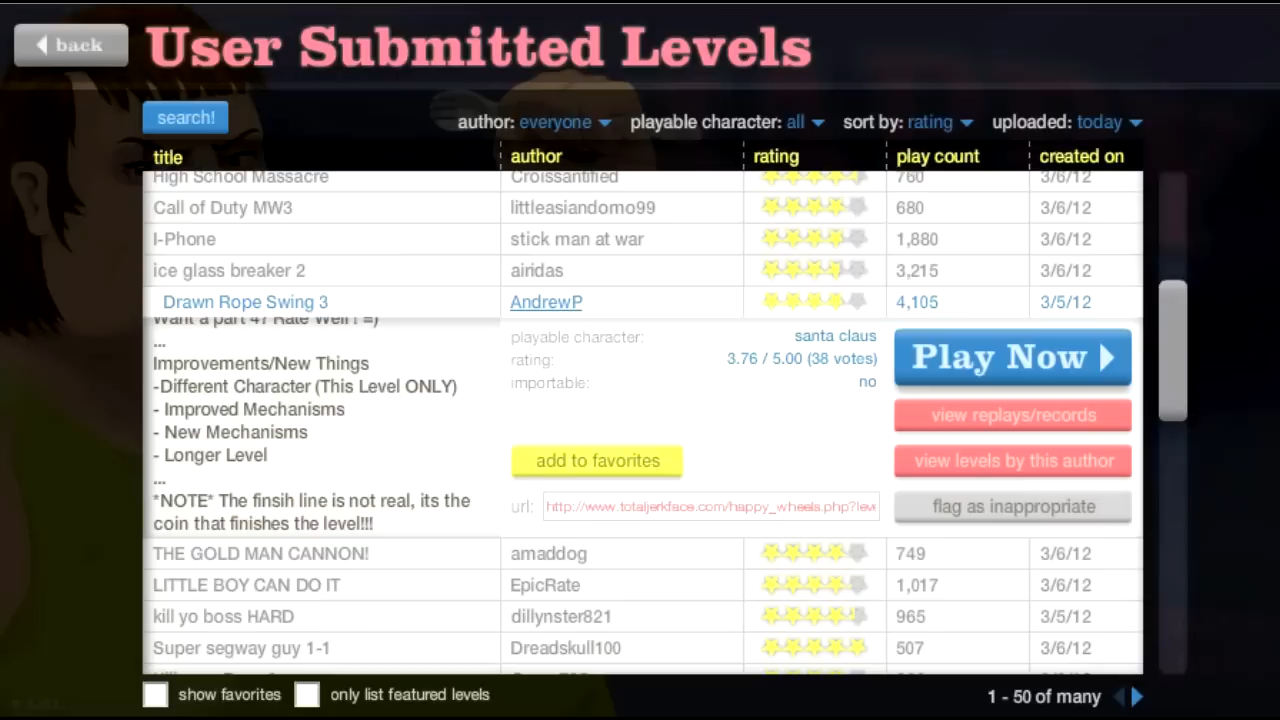 back
User Submitted Levels
search!
author: everyone playable character: all sort by: rating uploaded: today
title author rating play count created on
High School Massacre Croissantified 760 3/6/12
Call of Duty MW3 littleasiandomo99 680 3/6/12
I-Phone stick man at war 1,880 3/6/12
ice glass breaker 2 airidas 3,215 3/6/12
Drawn Rope Swing 3 AndrewP 4,105 3/5/12
Want a part 4? Rate Well! =)
...
Improvements/New Things
-Different Character (This Level ONLY)
- Improved Mechanisms
- New Mechanisms
- Longer Level
...
*NOTE* The finsih line is not real, its the
coin that finishes the level!!!
playable character: santa claus
rating: 3.76 / 5.00 (38 votes)
importable: no
add to favorites
url: http://www.totaljerkface.com/happy_wheels.php?lev
Play Now
view replays/records
view levels by this author
flag as inappropriate
THE GOLD MAN CANNON! amaddog 749 3/6/12
LITTLE BOY CAN DO IT EpicRate 1,017 3/6/12
kill yo boss HARD dillynster821 965 3/5/12
Super segway guy 1-1 Dreadskull100 507 3/6/12
show favorites only list featured levels
1 - 50 of many